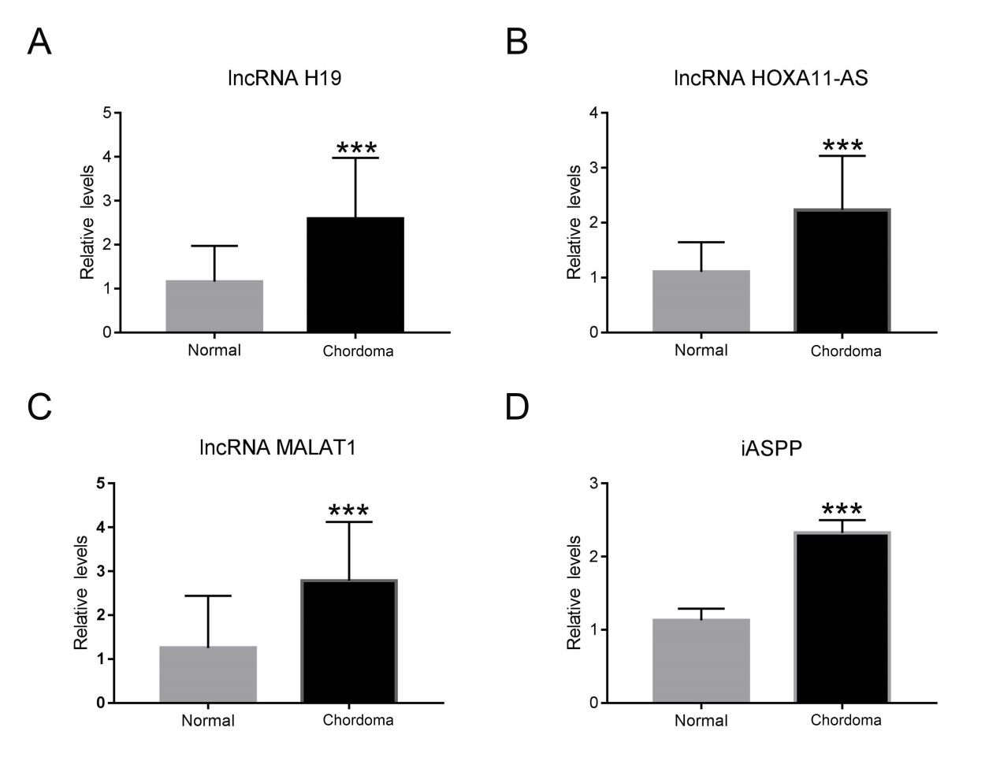 A
lncRNA H19
Relative levels
5
4
3
2
1
0
***
Normal
Chordoma
B
lncRNA HOXA11-AS
Relative levels
4
3
2
1
0
***
Normal
Chordoma
C
lncRNA MALAT1
Relative levels
5
4
3
2
1
0
***
Normal
Chordoma
D
iASPP
Relative levels
3
2
1
0
***
Normal
Chordoma